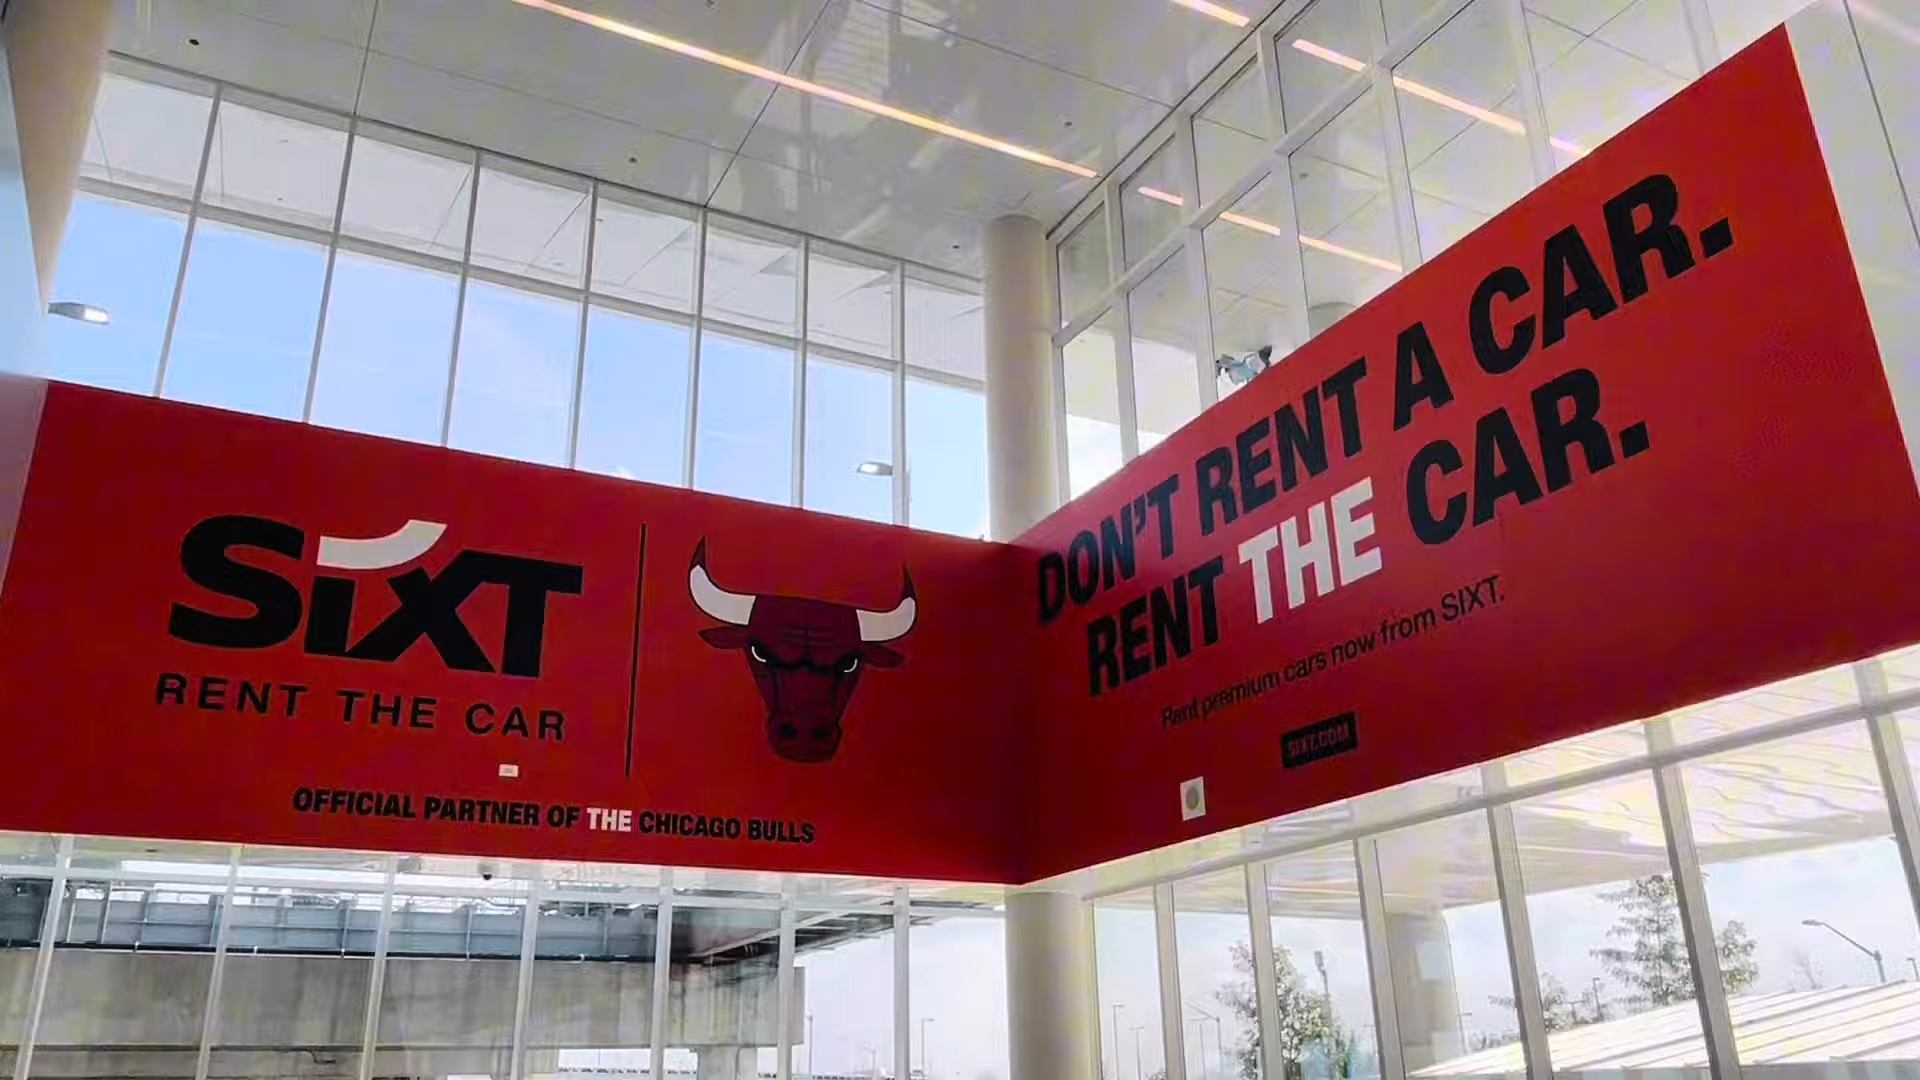 SIXT
RENT THE CAR
OFFICIAL PARTNER OF THE CHICAGO BULLS
DON'T RENT A CAR.
RENT THE CAR.
Rent premium cars now from SIXT.
SIXT.COM